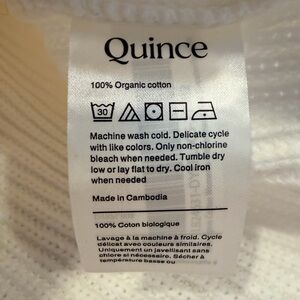 Quince
100% Organic cotton
30
Machine wash cold. Delicate cycle
with like colors. Only non-chlorine
bleach when needed. Tumble dry
low or lay flat to dry. Cool iron
when needed
Made in Cambodia
100% Coton biologique
Lavage à la machine à froid. Cycle
délicat avec couleurs similaires.
Uniquement un javellisant sans
chlore si nécessaire. Sécher à
température basse ou